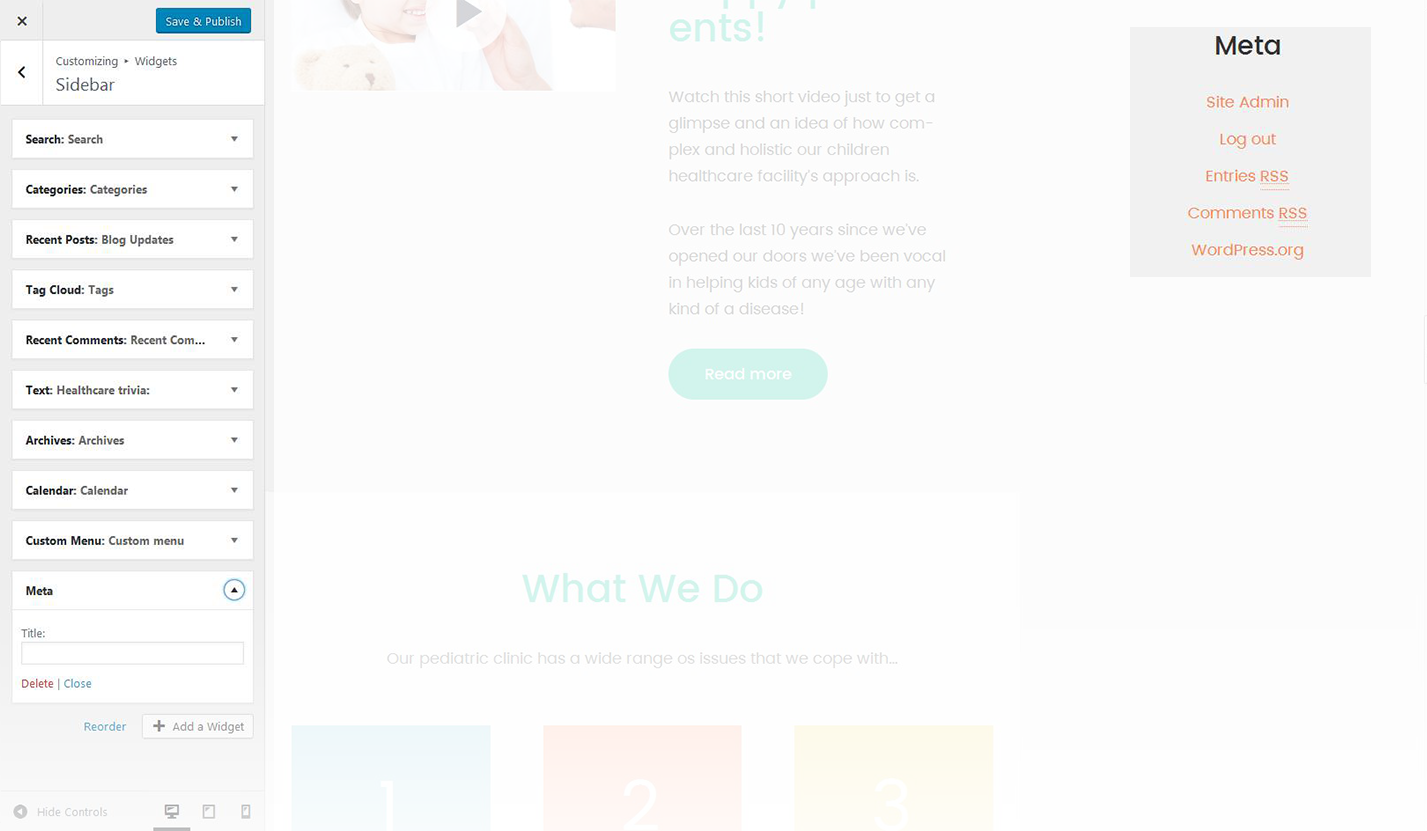 Save & Publish
Customizing ▸ Widgets
Sidebar
Search: Search
Categories: Categories
Recent Posts: Blog Updates
Tag Cloud: Tags
Recent Comments: Recent Com...
Text: Healthcare trivia:
Archives: Archives
Calendar: Calendar
Custom Menu: Custom menu
Meta
Title:
Delete | Close
Reorder
Add a Widget
Hide Controls
ents!
Watch this short video just to get a
glimpse and an idea of how com-
plex and holistic our children
healthcare facility's approach is.
Over the last 10 years since we've
opened our doors we've been vocal
in helping kids of any age with any
kind of a disease!
Read more
What We Do
Our pediatric clinic has a wide range os issues that we cope with...
1
2
3
Meta
Site Admin
Log out
Entries RSS
Comments RSS
WordPress.org